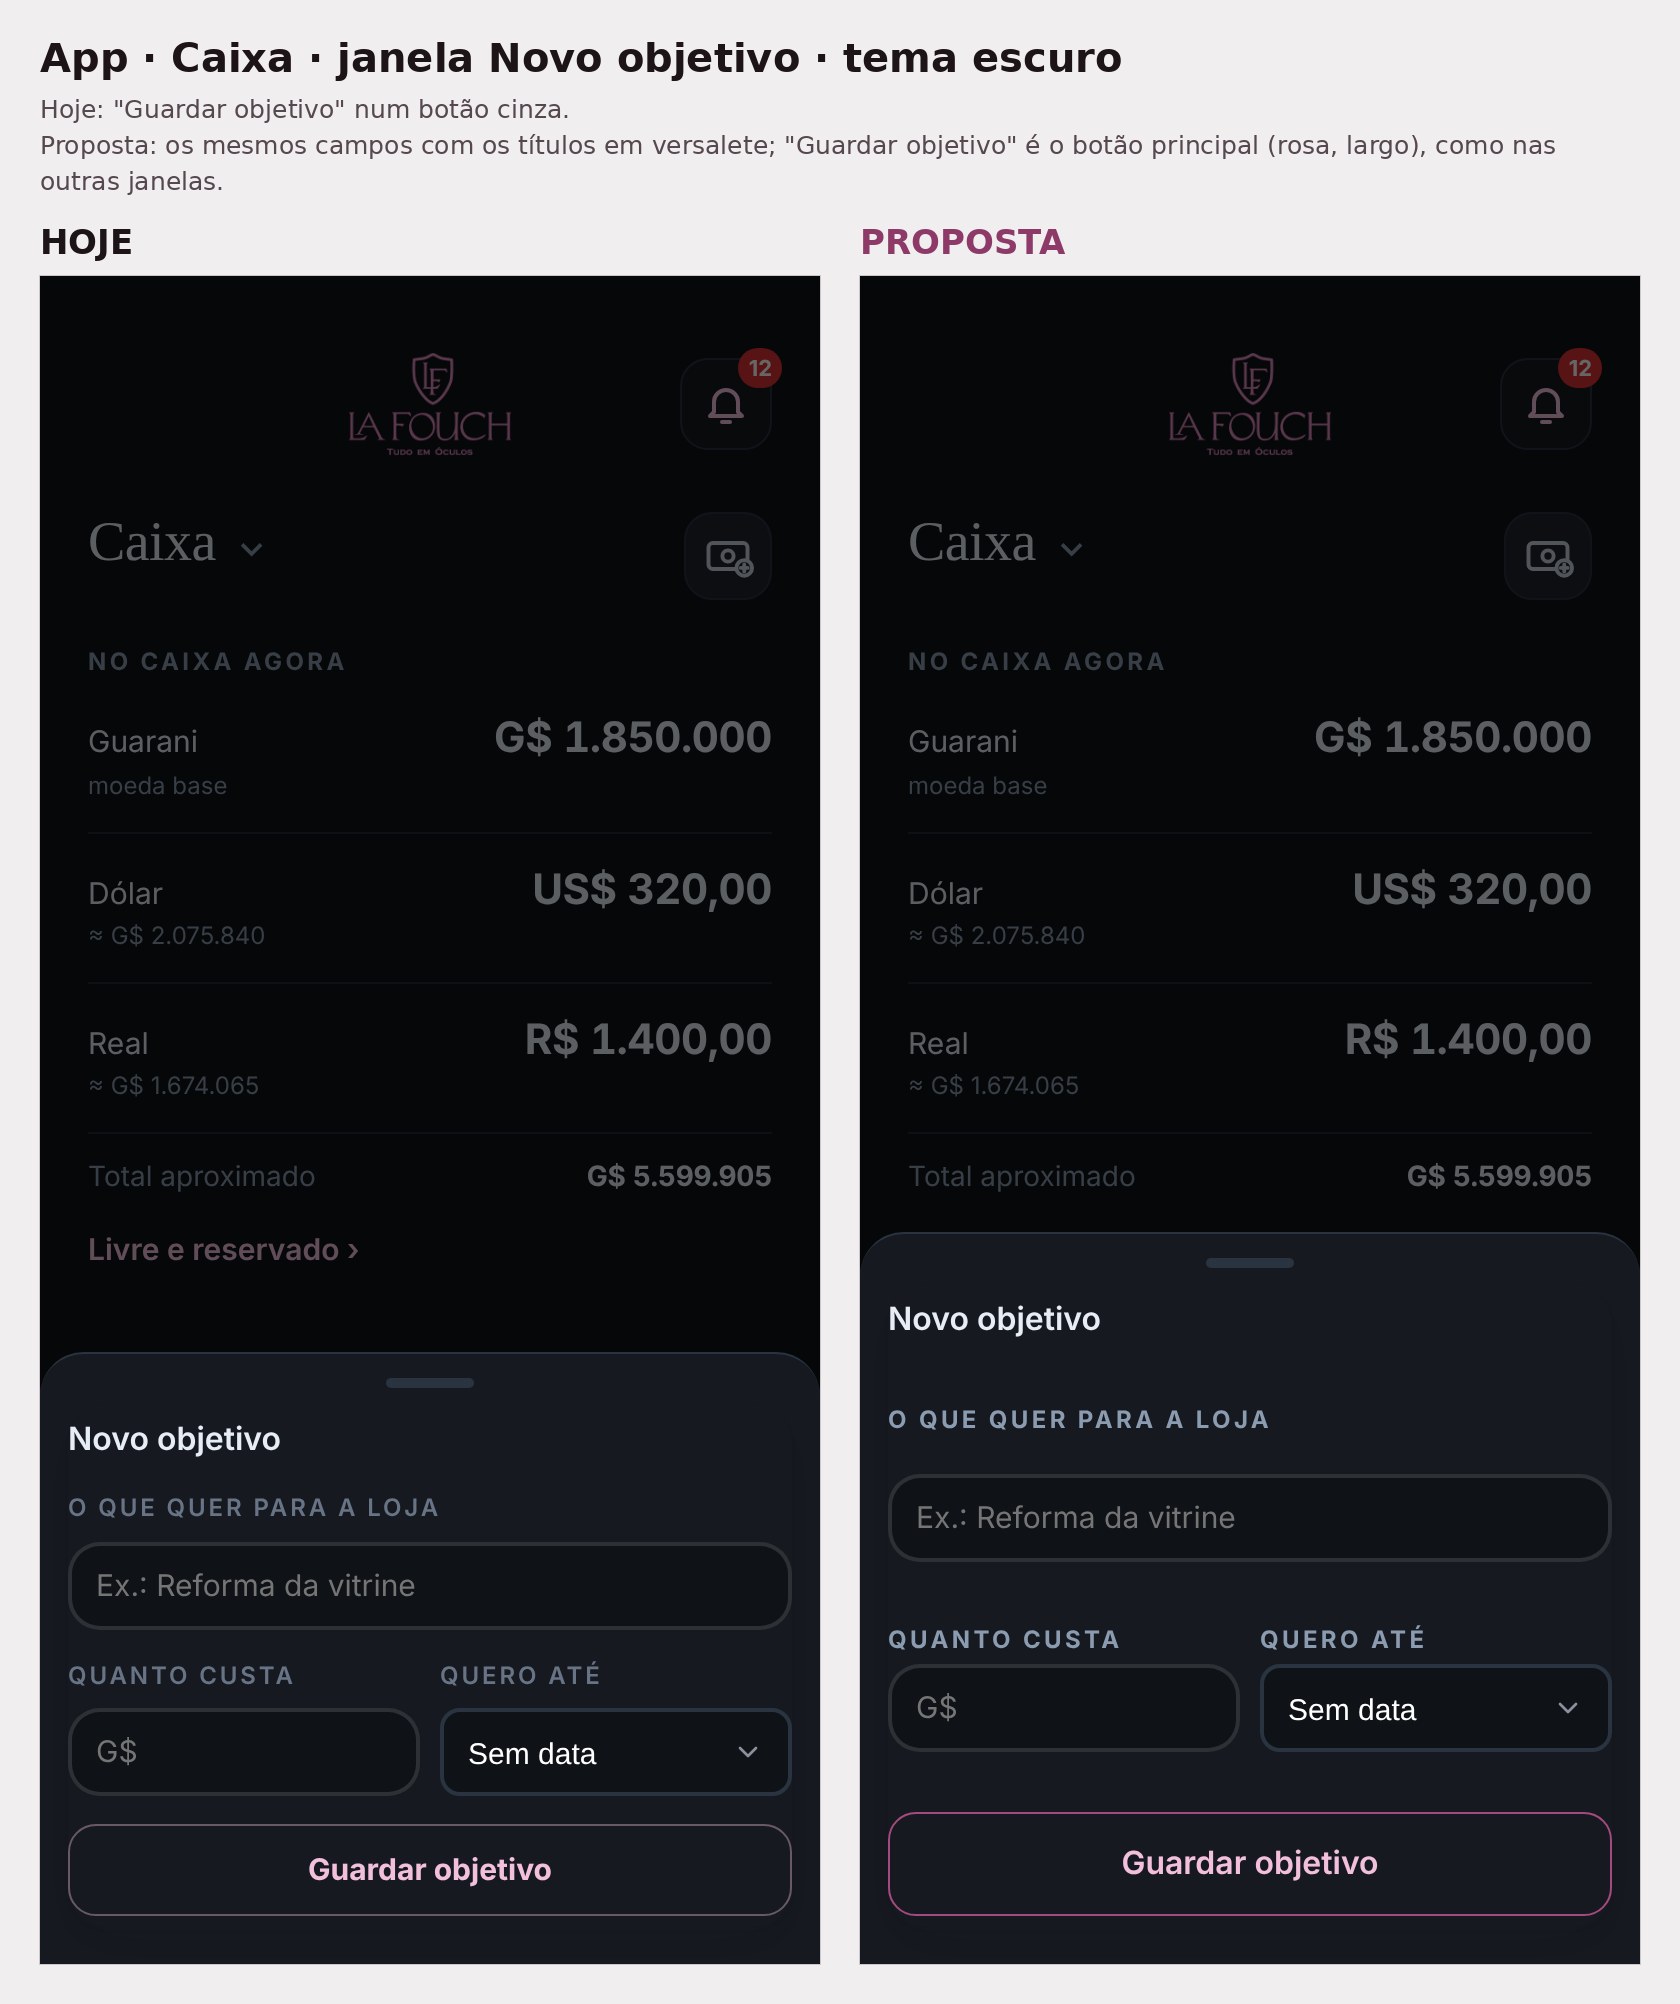 App · Caixa · janela Novo objetivo · tema escuro
Hoje: "Guardar objetivo" num botão cinza.
Proposta: os mesmos campos com os títulos em versalete; "Guardar objetivo" é o botão principal (rosa, largo), como nas
outras janelas.
HOJE
12
LF
LA FOUCH
Tudo em Óculos
Caixa
NO CAIXA AGORA
Guarani G$ 1.850.000
moeda base
Dólar US$ 320,00
≈ G$ 2.075.840
Real R$ 1.400,00
≈ G$ 1.674.065
Total aproximado G$ 5.599.905
Livre e reservado ›
Novo objetivo
O QUE QUER PARA A LOJA
Ex.: Reforma da vitrine
QUANTO CUSTA QUERO ATÉ
G$ Sem data
Guardar objetivo
PROPOSTA
12
LF
LA FOUCH
Tudo em Óculos
Caixa
NO CAIXA AGORA
Guarani G$ 1.850.000
moeda base
Dólar US$ 320,00
≈ G$ 2.075.840
Real R$ 1.400,00
≈ G$ 1.674.065
Total aproximado G$ 5.599.905
Novo objetivo
O QUE QUER PARA A LOJA
Ex.: Reforma da vitrine
QUANTO CUSTA QUERO ATÉ
G$ Sem data
Guardar objetivo